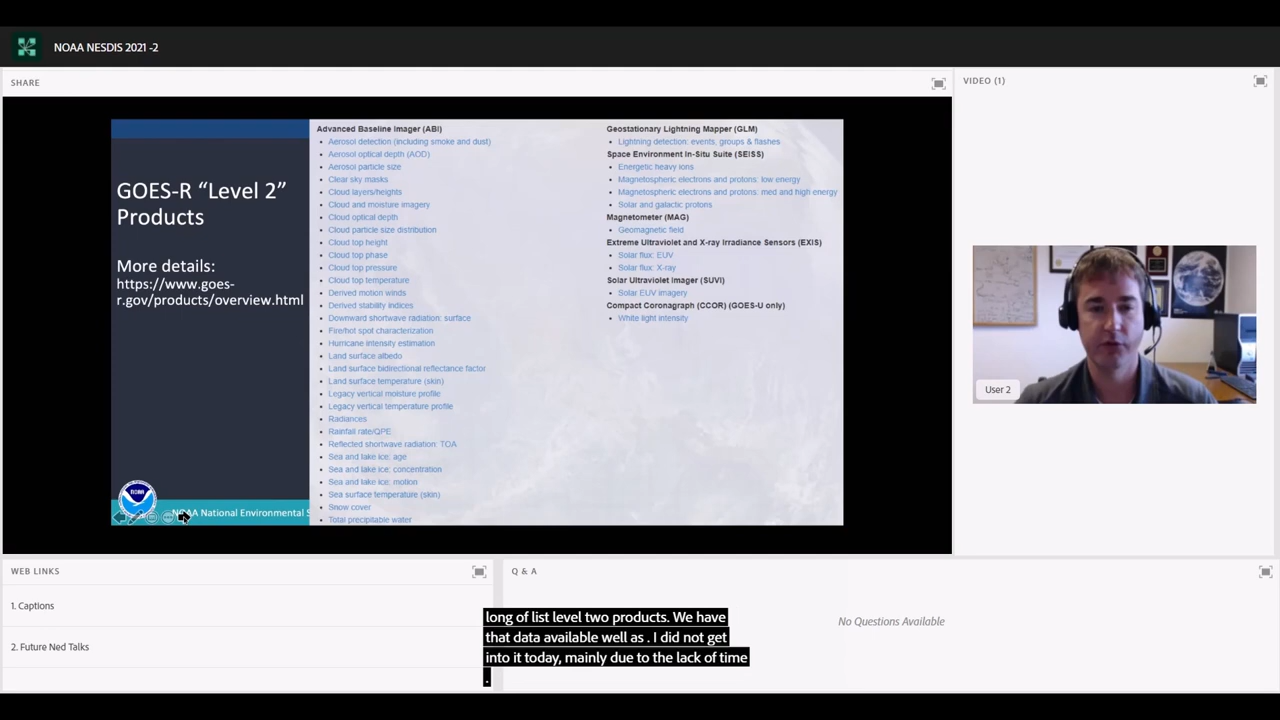 NOAA NESDIS 2021 -2
SHARE
VIDEO (1)
GOES-R “Level 2”
Products
More details:
https://www.goes-
r.gov/products/overview.html
NOAA
NOAA National Environmental S
Advanced Baseline Imager (ABI)
• Aerosol detection (including smoke and dust)
• Aerosol optical depth (AOD)
• Aerosol particle size
• Clear sky masks
• Cloud layers/heights
• Cloud and moisture imagery
• Cloud optical depth
• Cloud particle size distribution
• Cloud top height
• Cloud top phase
• Cloud top pressure
• Cloud top temperature
• Derived motion winds
• Derived stability indices
• Downward shortwave radiation: surface
• Fire/hot spot characterization
• Hurricane intensity estimation
• Land surface albedo
• Land surface bidirectional reflectance factor
• Land surface temperature (skin)
• Legacy vertical moisture profile
• Legacy vertical temperature profile
• Radiances
• Rainfall rate/QPE
• Reflected shortwave radiation: TOA
• Sea and lake ice: age
• Sea and lake ice: concentration
• Sea and lake ice: motion
• Sea surface temperature (skin)
• Snow cover
• Total precipitable water
Geostationary Lightning Mapper (GLM)
• Lightning detection: events, groups & flashes
Space Environment In-Situ Suite (SEISS)
• Energetic heavy ions
• Magnetospheric electrons and protons: low energy
• Magnetospheric electrons and protons: med and high energy
• Solar and galactic protons
Magnetometer (MAG)
• Geomagnetic field
Extreme Ultraviolet and X-ray Irradiance Sensors (EXIS)
• Solar flux: EUV
• Solar flux: X-ray
Solar Ultraviolet Imager (SUVI)
• Solar EUV imagery
Compact Coronagraph (CCOR) (GOES-U only)
• White light intensity
User 2
WEB LINKS
1. Captions
2. Future Ned Talks
Q & A
No Questions Available
long of list level two products. We have
that data available well as . I did not get
into it today, mainly due to the lack of time
.